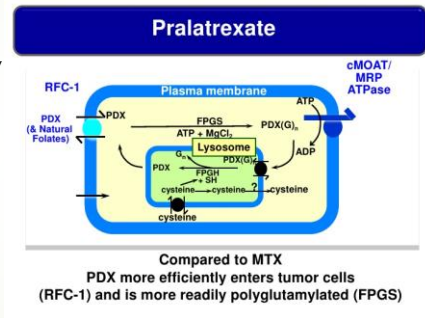 Pralatrexate
cMOAT/
MRP
ATPase
RFC-1
Plasma membrane
ATP
PDX
(& Natural
Folates)
PDX
FPGS
ATP + MgCl2
PDX(G)n
ADP
Lysosome
Gn
PDX(G)
PDX
FPGH
+ SH
cysteine
cysteine
?
cysteine
cysteine
Compared to MTX
PDX more efficiently enters tumor cells
(RFC-1) and is more readily polyglutamylated (FPGS)